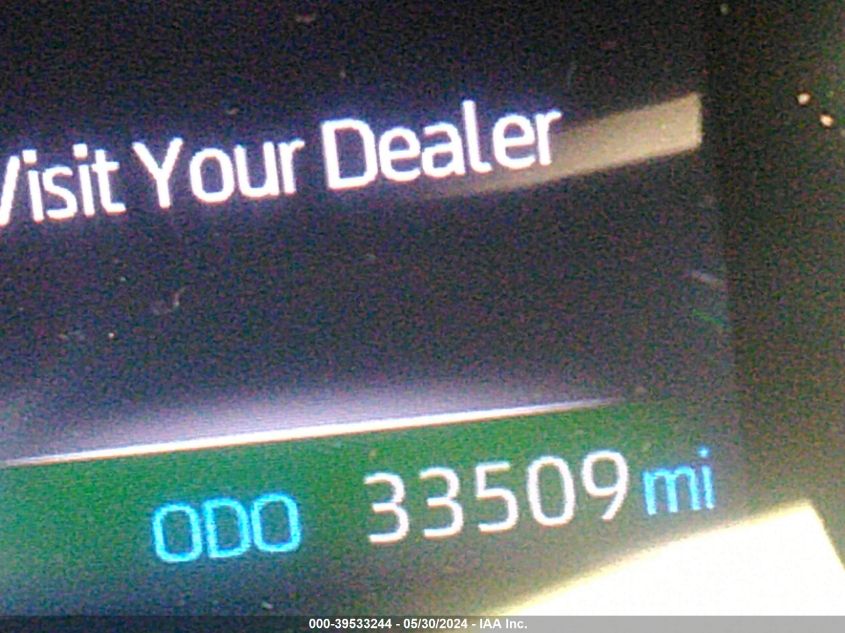 Visit Your Dealer
ODO 33509 mi
000-39533244 - 05/30/2024 - IAA Inc.